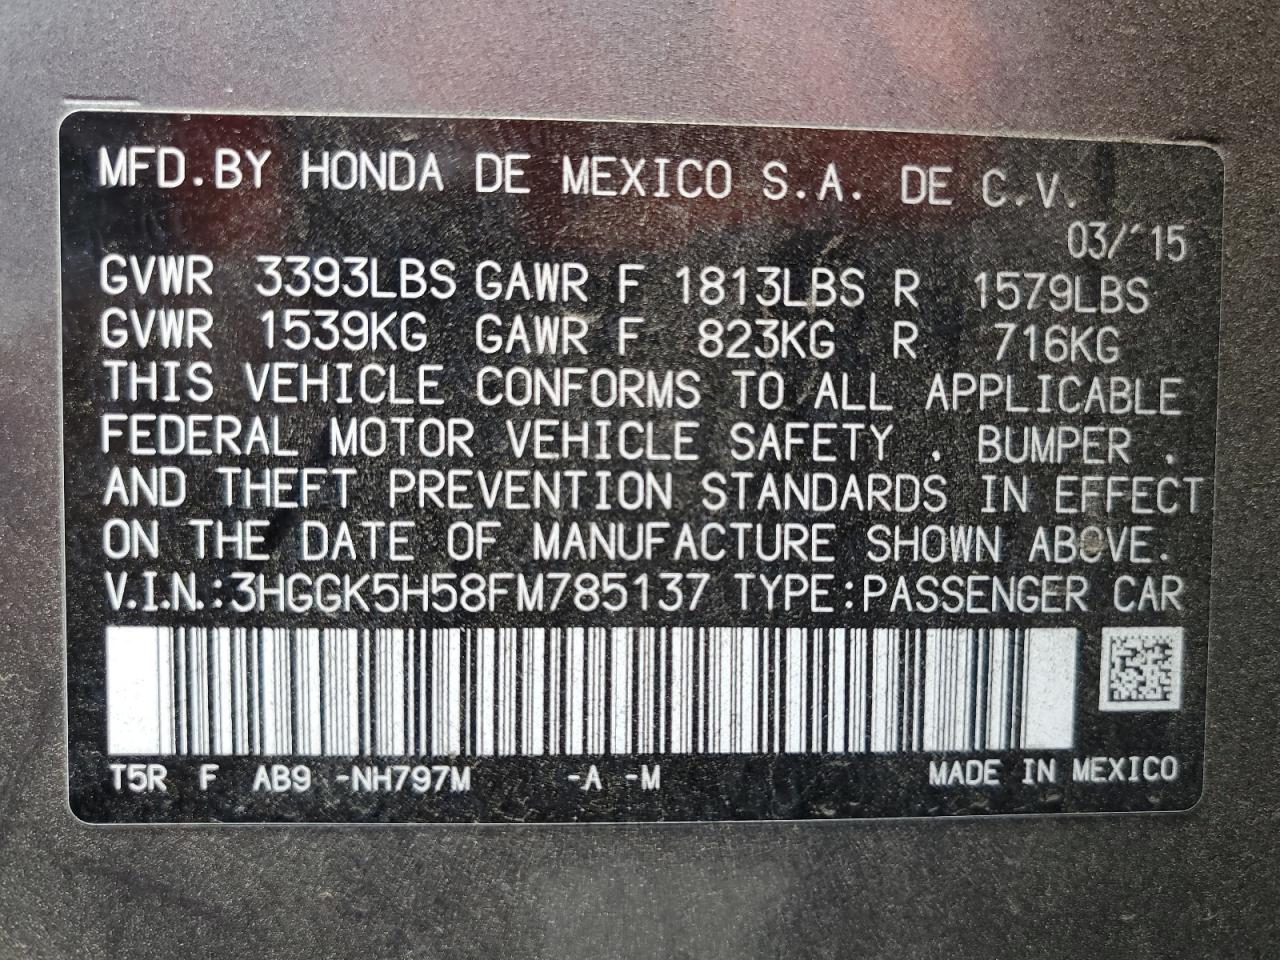 MFD.BY HONDA DE MEXICO S.A. DE C.V.
03/'15
GVWR 3393LBS GAWR F 1813LBS R 1579LBS
GVWR 1539KG GAWR F 823KG R 716KG
THIS VEHICLE CONFORMS TO ALL APPLICABLE
FEDERAL MOTOR VEHICLE SAFETY , BUMPER ,
AND THEFT PREVENTION STANDARDS IN EFFECT
ON THE DATE OF MANUFACTURE SHOWN ABOVE.
V.I.N.:3HGGK5H58FM785137 TYPE:PASSENGER CAR
T5R F AB9 -NH797M -A -M MADE IN MEXICO